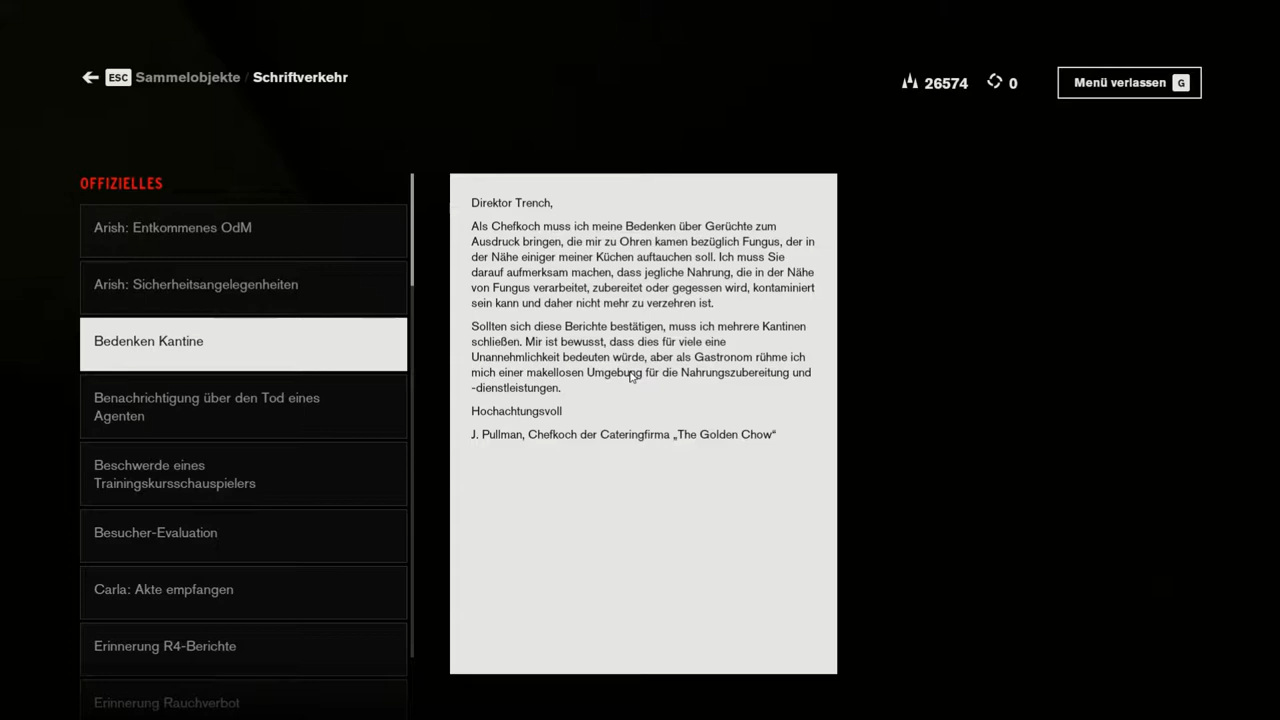 ESC Sammelobjekte / Schriftverkehr
26574
0
Menü verlassen G
OFFIZIELLES
Arish: Entkommenes OdM
Arish: Sicherheitsangelegenheiten
Bedenken Kantine
Benachrichtigung über den Tod eines
Agenten
Beschwerde eines
Trainingskursschauspielers
Besucher-Evaluation
Carla: Akte empfangen
Erinnerung R4-Berichte
Erinnerung Rauchverbot
Direktor Trench,
Als Chefkoch muss ich meine Bedenken über Gerüchte zum
Ausdruck bringen, die mir zu Ohren kamen bezüglich Fungus, der in
der Nähe einiger meiner Küchen auftauchen soll. Ich muss Sie
darauf aufmerksam machen, dass jegliche Nahrung, die in der Nähe
von Fungus verarbeitet, zubereitet oder gegessen wird, kontaminiert
sein kann und daher nicht mehr zu verzehren ist.
Sollten sich diese Berichte bestätigen, muss ich mehrere Kantinen
schließen. Mir ist bewusst, dass dies für viele eine
Unannehmlichkeit bedeuten würde, aber als Gastronom rühme ich
mich einer makellosen Umgebung für die Nahrungszubereitung und
-dienstleistungen.
Hochachtungsvoll
J. Pullman, Chefkoch der Cateringfirma „The Golden Chow“